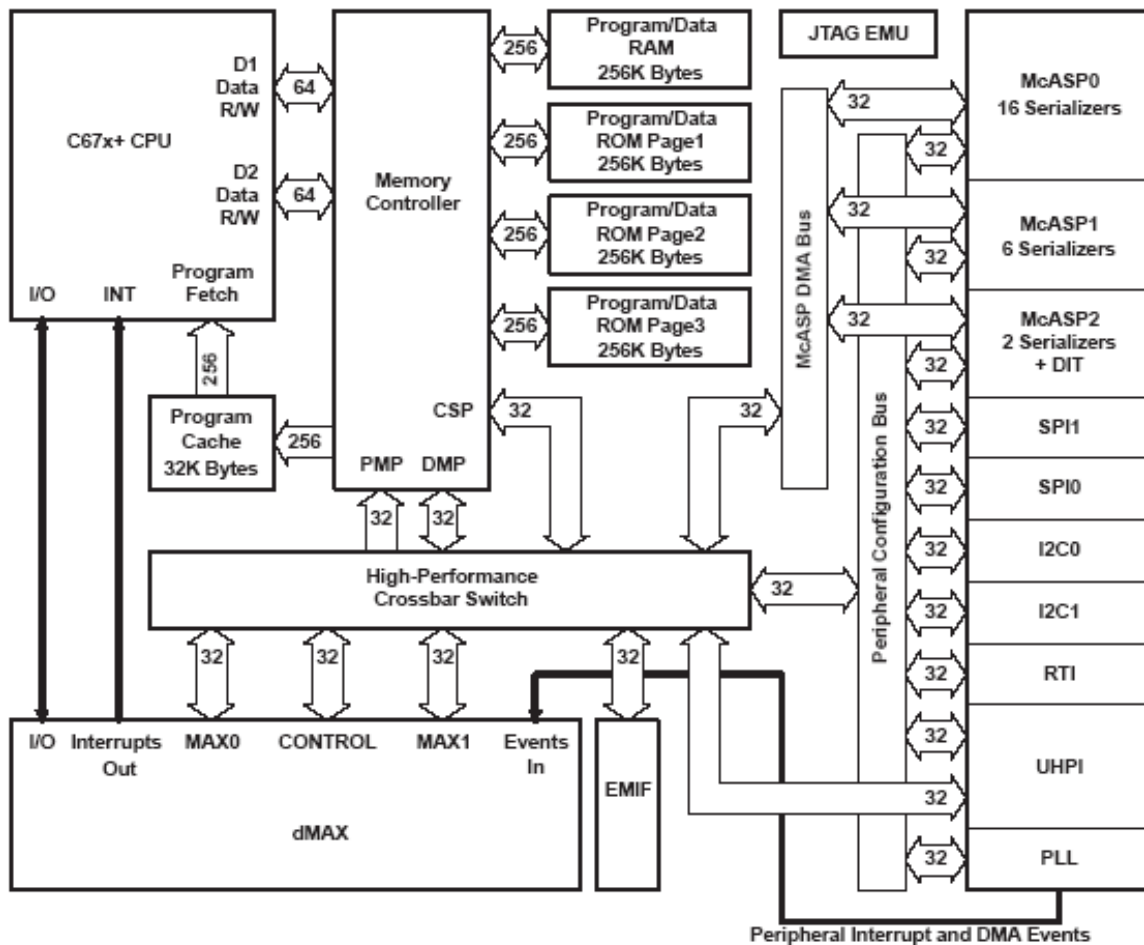 D1
Data
R/W
64
C67x+ CPU
D2
Data
R/W
64
Program
Fetch
I/O
INT
256
Program
Cache
32K Bytes
256
Memory
Controller
CSP
32
PMP
DMP
32
32
256
Program/Data
RAM
256K Bytes
256
Program/Data
ROM Page1
256K Bytes
256
Program/Data
ROM Page2
256K Bytes
256
Program/Data
ROM Page3
256K Bytes
JTAG EMU
32
McASP DMA Bus
Peripheral Configuration Bus
32
32
McASP0
16 Serializers
32
32
McASP1
6 Serializers
32
32
McASP2
2 Serializers
+ DIT
32
32
SPI1
32
SPI0
32
I2C0
32
I2C1
32
RTI
32
UHPI
32
32
PLL
High-Performance
Crossbar Switch
32
32
32
32
32
I/O
Interrupts
Out
MAX0
CONTROL
MAX1
Events
In
dMAX
EMIF
Peripheral Interrupt and DMA Events